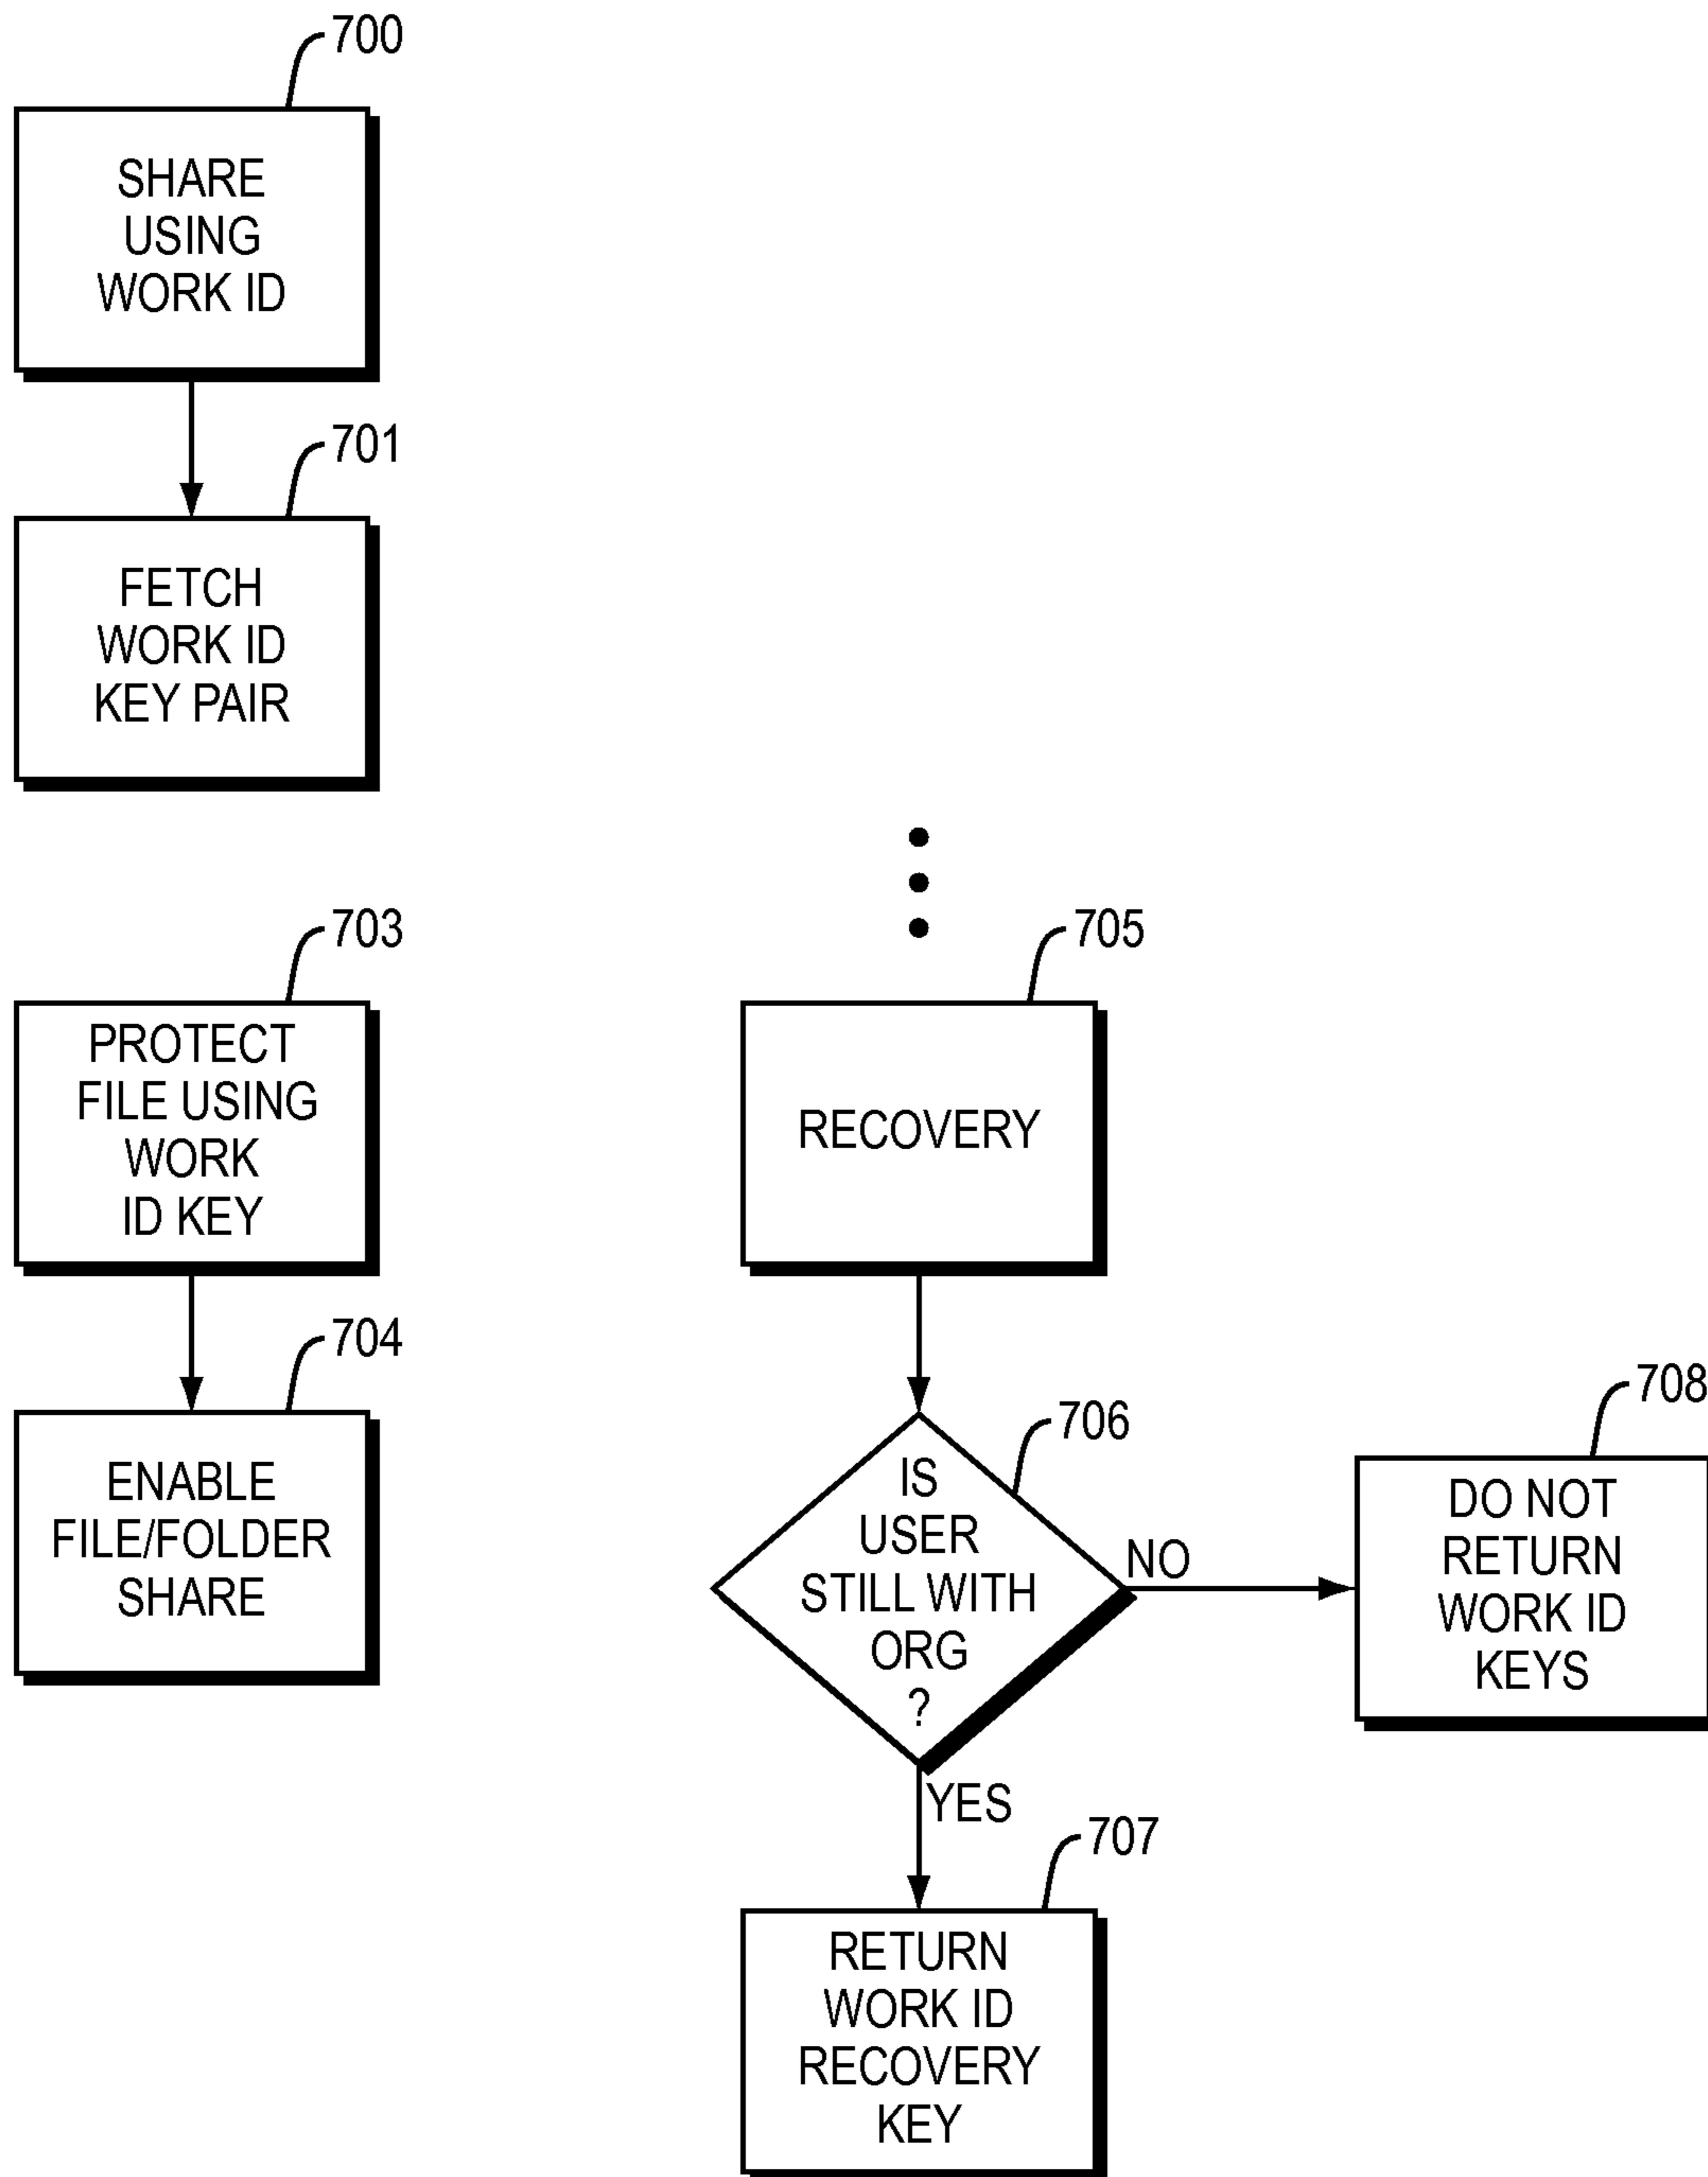 700
SHARE
USING
WORK ID
701
FETCH
WORK ID
KEY PAIR
703
PROTECT
FILE USING
WORK
ID KEY
704
ENABLE
FILE/FOLDER
SHARE
705
RECOVERY
706
IS
USER
STILL WITH
ORG
?
NO
708
DO NOT
RETURN
WORK ID
KEYS
YES
707
RETURN
WORK ID
RECOVERY
KEY